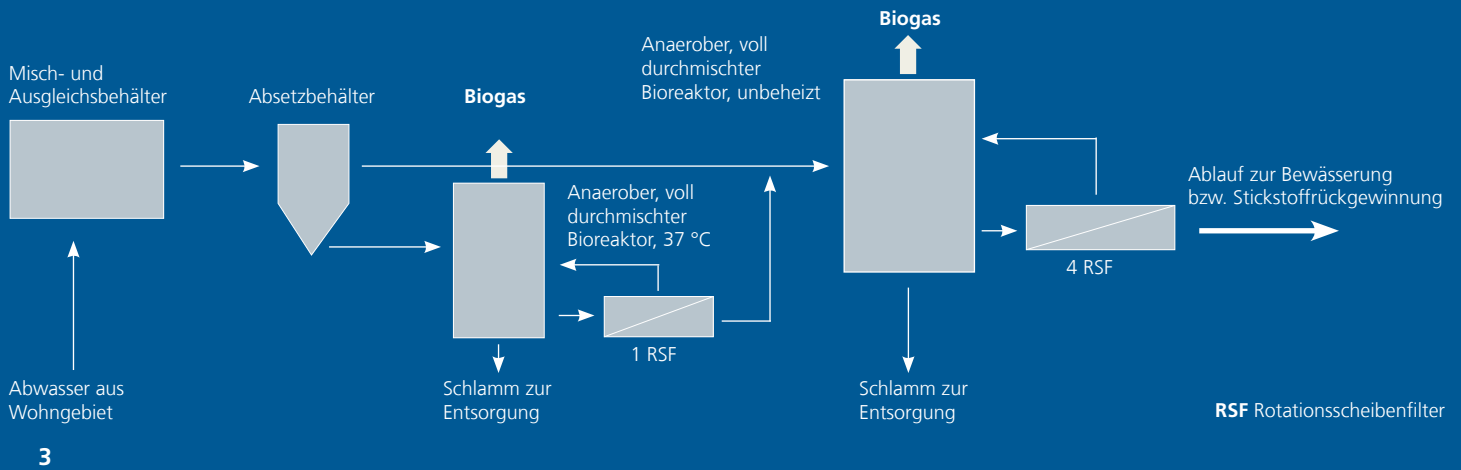 Misch- und
Ausgleichsbehälter
Absetzbehälter
Biogas
Anaerober, voll
durchmischter
Bioreaktor, unbeheizt
Biogas
Anaerober, voll
durchmischter
Bioreaktor, 37 °C
Ablauf zur Bewässerung
bzw. Stickstoffrückgewinnung
4 RSF
1 RSF
Abwasser aus
Wohngebiet
Schlamm zur
Entsorgung
Schlamm zur
Entsorgung
RSF Rotationsscheibenfilter
3